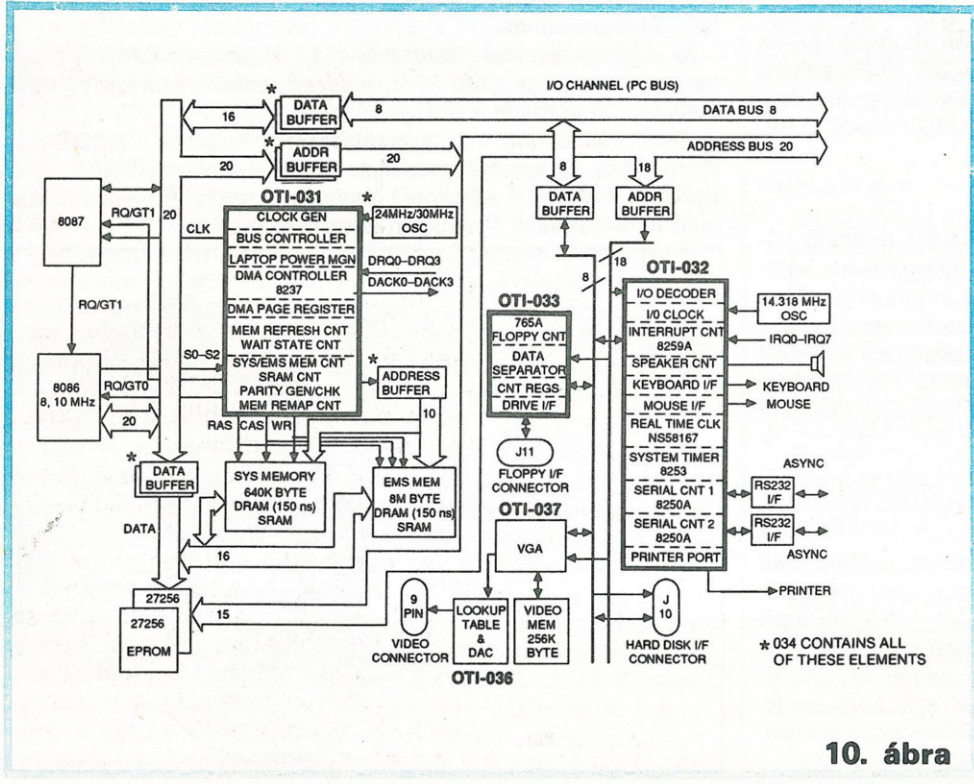 I/O CHANNEL (PC BUS)
*
DATA
BUFFER
16
8
DATA BUS 8
*
ADDR
BUFFER
20
20
ADDRESS BUS 20
8
18
DATA
BUFFER
ADDR
BUFFER
8
18
8087
RQ/GT1
20
CLK
RQ/GT1
S0–S2
8086
8, 10 MHz
RQ/GT0
20
OTI-031
*
CLOCK GEN
BUS CONTROLLER
LAPTOP POWER MGN
DMA CONTROLLER
8237
DMA PAGE REGISTER
MEM REFRESH CNT
WAIT STATE CNT
SYS/EMS MEM CNT
SRAM CNT
PARITY GEN/CHK
MEM REMAP CNT
24MHz/30MHz
OSC
DRQ0–DRQ3
DACK0–DACK3
*
ADDRESS
BUFFER
10
RAS CAS WR
*
DATA
BUFFER
DATA
SYS MEMORY
640K BYTE
DRAM (150 ns)
SRAM
EMS MEM
8M BYTE
DRAM (150 ns)
SRAM
16
15
27256
27256
EPROM
OTI-033
765A
FLOPPY CNT
DATA
SEPARATOR
CNT REGS
DRIVE I/F
J11
FLOPPY I/F
CONNECTOR
OTI-037
VGA
9
PIN
VIDEO
CONNECTOR
LOOKUP
TABLE
&
DAC
OTI-036
VIDEO
MEM
256K
BYTE
J
10
HARD DISK I/F
CONNECTOR
OTI-032
I/O DECODER
I/O CLOCK
INTERRUPT CNT
8259A
SPEAKER CNT
KEYBOARD I/F
MOUSE I/F
REAL TIME CLK
NS58167
SYSTEM TIMER
8253
SERIAL CNT 1
8250A
SERIAL CNT 2
8250A
PRINTER PORT
14.318 MHz
OSC
IRQ0–IRQ7
KEYBOARD
MOUSE
ASYNC
RS232
I/F
RS232
I/F
ASYNC
PRINTER
* 034 CONTAINS ALL
OF THESE ELEMENTS
10. ábra